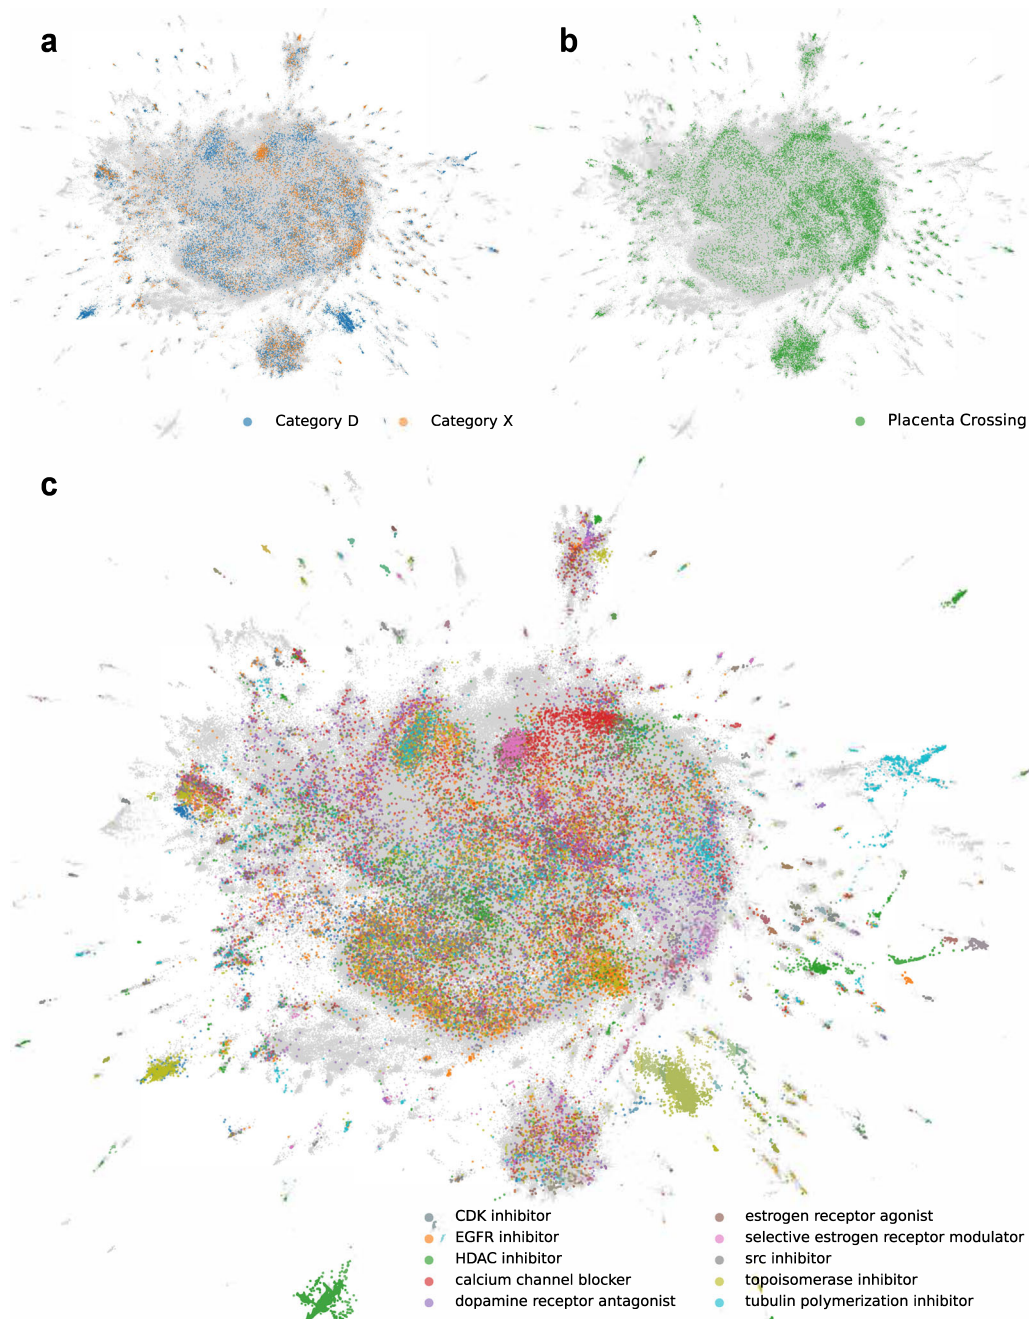 a
b
Category D
Category X
Placenta Crossing
c
CDK inhibitor
EGFR inhibitor
HDAC inhibitor
calcium channel blocker
dopamine receptor antagonist
estrogen receptor agonist
selective estrogen receptor modulator
src inhibitor
topoisomerase inhibitor
tubulin polymerization inhibitor